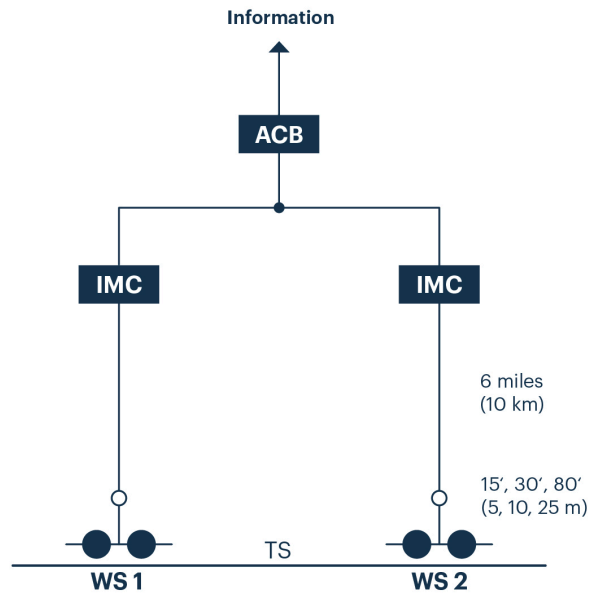 Information
ACB
IMC
IMC
6 miles
(10 km)
15‘, 30‘, 80‘
(5, 10, 25 m)
TS
WS 1
WS 2